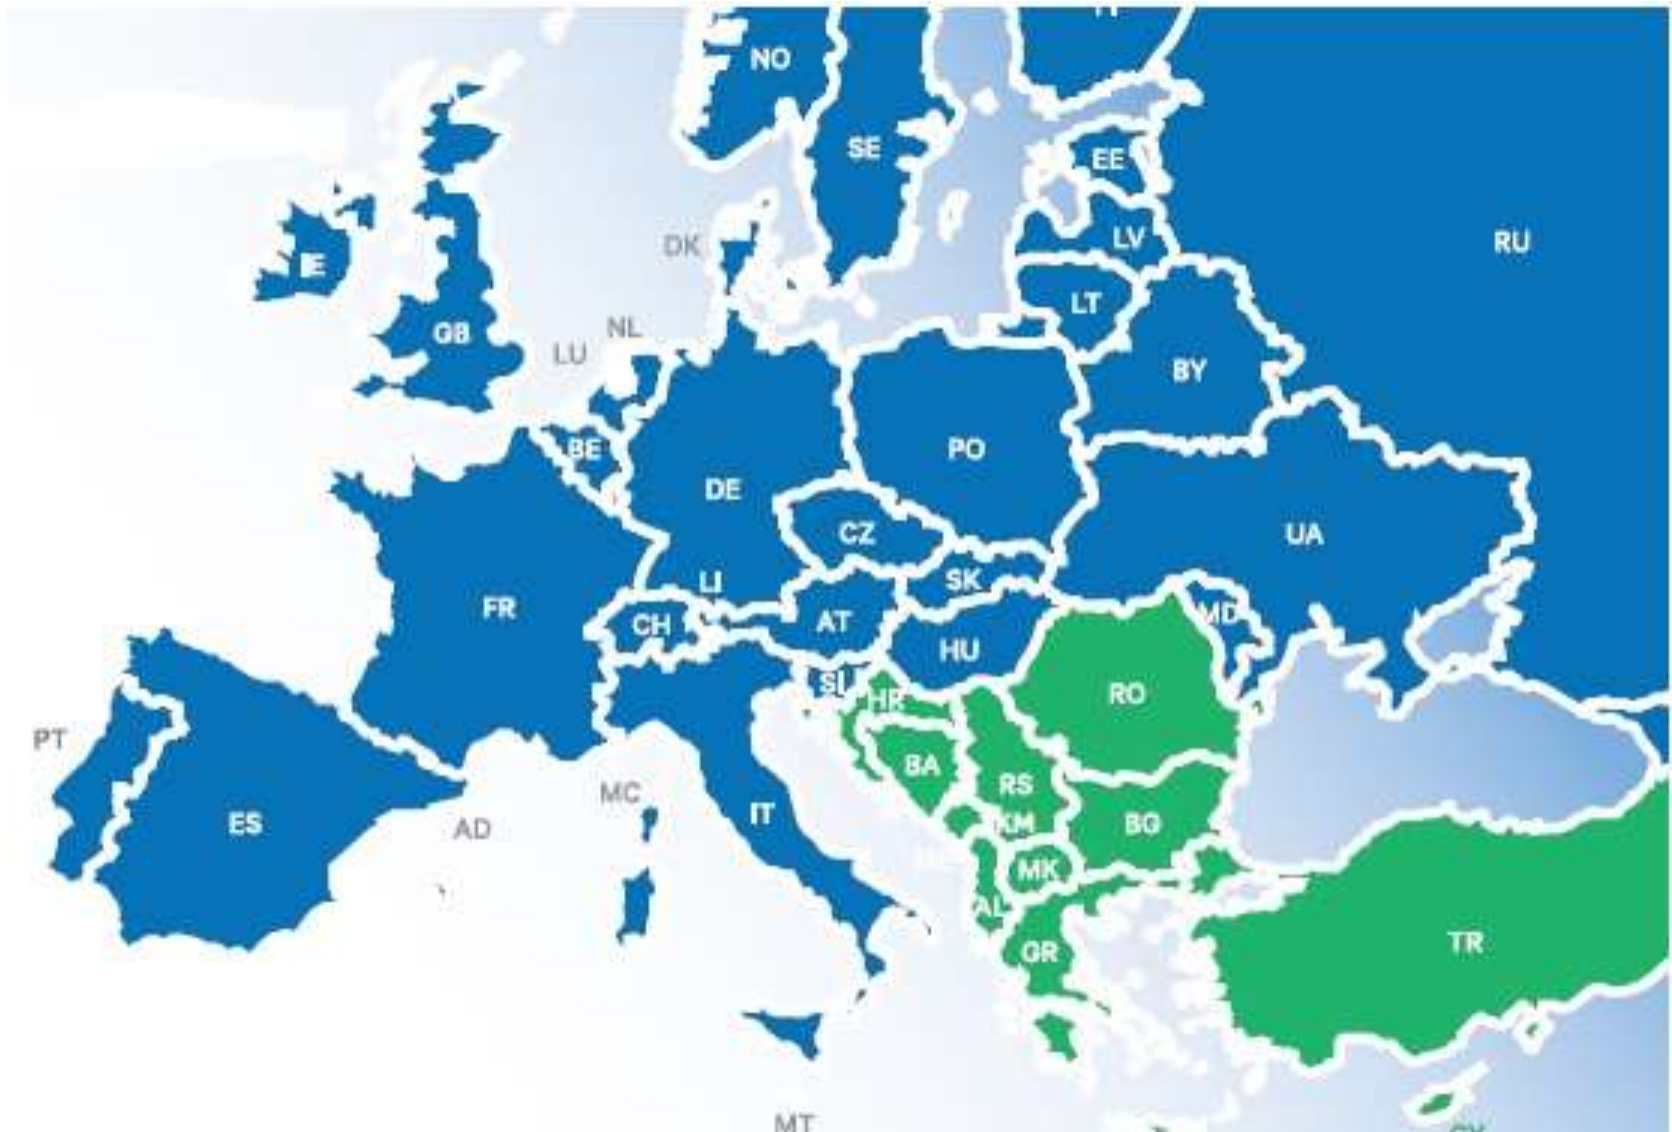 NO
SE
EE
DK
LV
RU
IE
LT
GB
NL
LU
BY
BE
PO
DE
CZ
UA
SK
LI
FR
CH
AT
MD
HU
SI
HR
RO
PT
BA
RS
MC
IT
ES
AD
KM
BG
MK
AL
GR
TR
MT